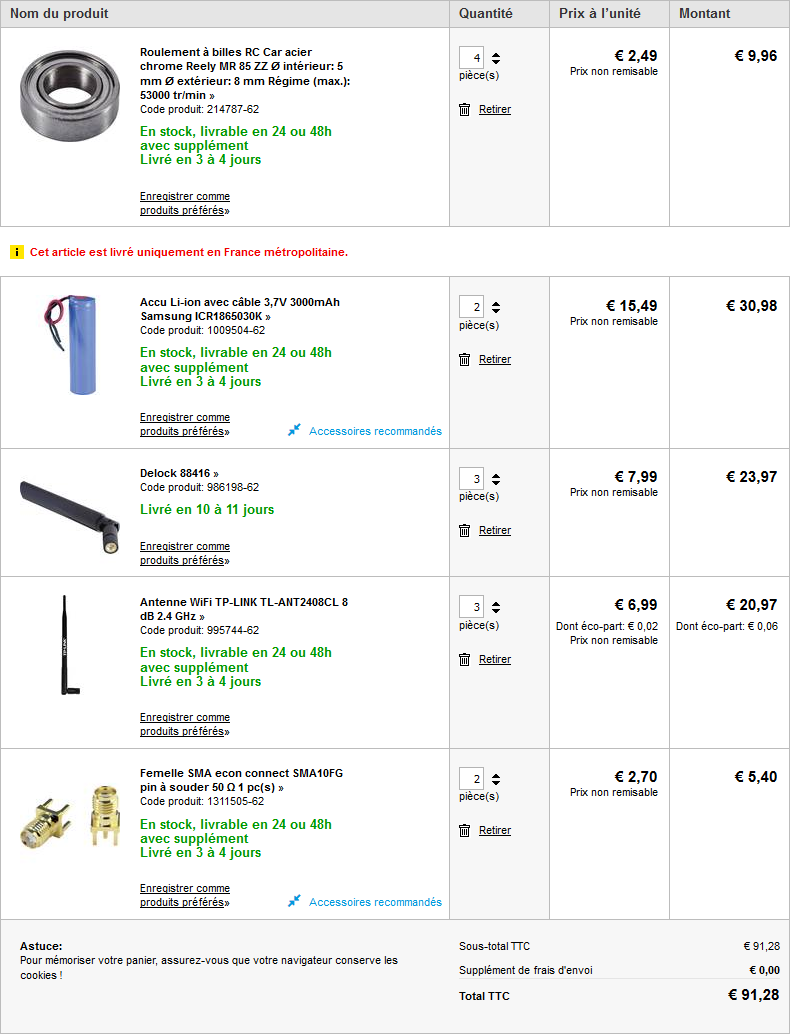 Nom du produit
Quantité
Prix à l'unité
Montant
Roulement à billes RC Car acier
chrome Reely MR 85 ZZ Ø intérieur: 5
mm Ø extérieur: 8 mm Régime (max.):
53000 tr/min »
Code produit: 214787-62
En stock, livrable en 24 ou 48h
avec supplément
Livré en 3 à 4 jours
Enregistrer comme
produits préférés»
4
pièce(s)
Retirer
€ 2,49
Prix non remisable
€ 9,96
i Cet article est livré uniquement en France métropolitaine.
Accu Li-ion avec câble 3,7V 3000mAh
Samsung ICR1865030K »
Code produit: 1009504-62
En stock, livrable en 24 ou 48h
avec supplément
Livré en 3 à 4 jours
Enregistrer comme
produits préférés»
Accessoires recommandés
2
pièce(s)
Retirer
€ 15,49
Prix non remisable
€ 30,98
Delock 88416 »
Code produit: 986198-62
Livré en 10 à 11 jours
Enregistrer comme
produits préférés»
3
pièce(s)
Retirer
€ 7,99
Prix non remisable
€ 23,97
TP-LINK
Antenne WiFi TP-LINK TL-ANT2408CL 8
dB 2.4 GHz »
Code produit: 995744-62
En stock, livrable en 24 ou 48h
avec supplément
Livré en 3 à 4 jours
Enregistrer comme
produits préférés»
3
pièce(s)
Retirer
€ 6,99
Dont éco-part: € 0,02
Prix non remisable
€ 20,97
Dont éco-part: € 0,06
Femelle SMA econ connect SMA10FG
pin à souder 50 Ω 1 pc(s) »
Code produit: 1311505-62
En stock, livrable en 24 ou 48h
avec supplément
Livré en 3 à 4 jours
Enregistrer comme
produits préférés»
Accessoires recommandés
2
pièce(s)
Retirer
€ 2,70
Prix non remisable
€ 5,40
Astuce:
Pour mémoriser votre panier, assurez-vous que votre navigateur conserve les
cookies !
Sous-total TTC
€ 91,28
Supplément de frais d'envoi
€ 0,00
Total TTC
€ 91,28